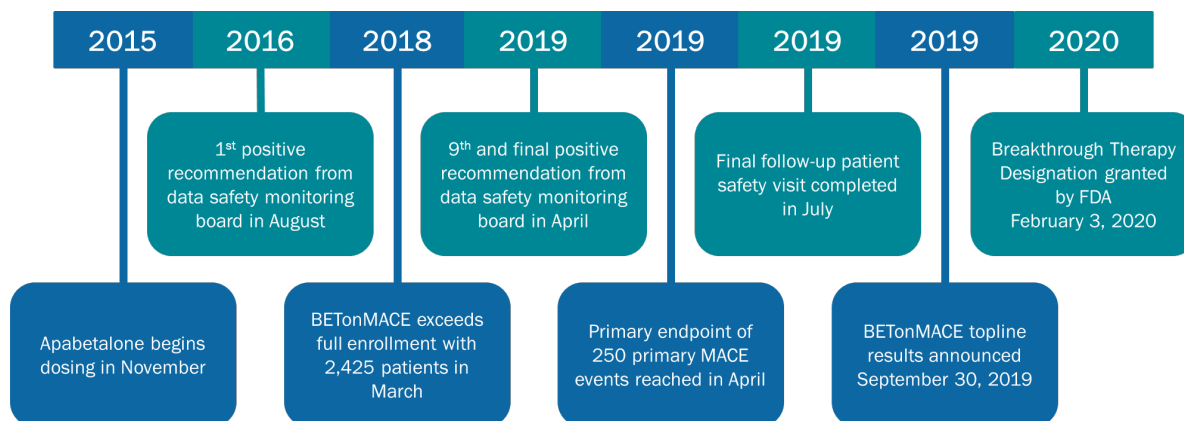 2015 2016 2018 2019 2019 2019 2019 2020
1st positive
recommendation from
data safety monitoring
board in August
9th and final positive
recommendation from
data safety monitoring
board in April
Final follow-up patient
safety visit completed
in July
Breakthrough Therapy
Designation granted
by FDA
February 3, 2020
Apabetalone begins
dosing in November
BETonMACE exceeds
full enrollment with
2,425 patients in
March
Primary endpoint of
250 primary MACE
events reached in April
BETonMACE topline
results announced
September 30, 2019